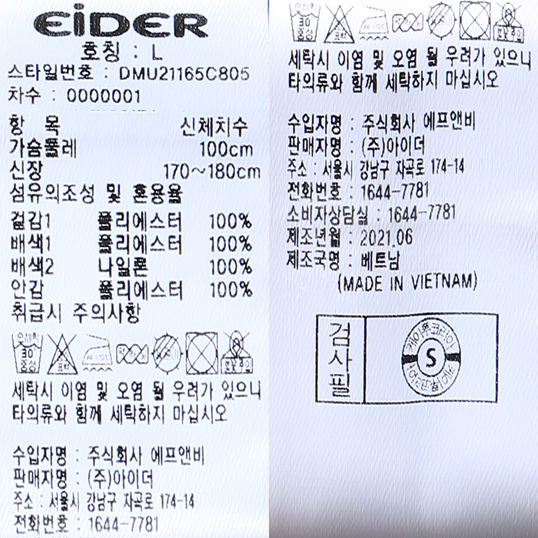 EiDER
호칭 : L
스타일번호 : DMU21165C805
차수 : 0000001
항 목 신체치수
가슴둘레 100cm
신장 170~180cm
섬유의조성 및 혼용율
겉감1 폴리에스터 100%
배색1 폴리에스터 100%
배색2 나일론 100%
안감 폴리에스터 100%
취급시 주의사항
30
중성
표백
세탁시 이염 및 오염 될 우려가 있으니
타의류와 함께 세탁하지 마십시오
수입자명 : 주식회사 에프앤비
판매자명 : (주)아이더
주소 : 서울시 강남구 자곡로 174-14
전화번호 : 1644-7781
30
중성
표백
세탁시 이염 및 오염 될 우려가 있으니
타의류와 함께 세탁하지 마십시오
수입자명 : 주식회사 에프앤비
판매자명 : (주)아이더
주소 : 서울시 강남구 자곡로 174-14
전화번호 : 1644-7781
소비자상담실 : 1644-7781
제조년월 : 2021.06
제조국명 : 베트남
(MADE IN VIETNAM)
검사필
S